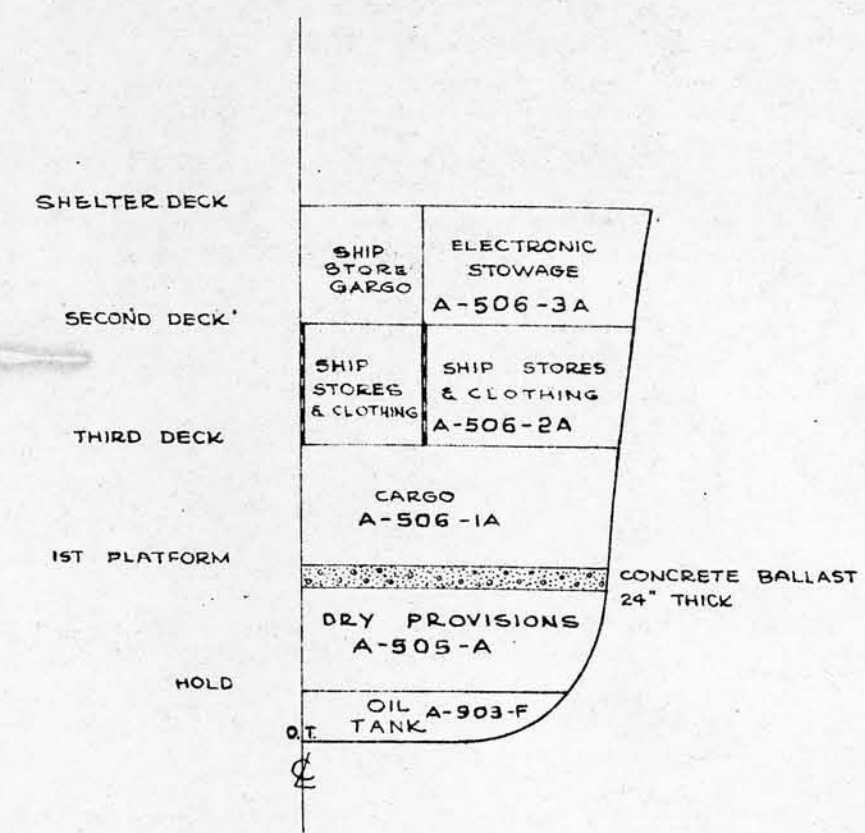 SHELTER DECK
SHIP
STORE
GARGO
ELECTRONIC
STOWAGE
A-506-3A
SECOND DECK
SHIP
STORES
& CLOTHING
SHIP STORES
& CLOTHING
A-506-2A
THIRD DECK
CARGO
A-506-1A
1ST PLATFORM
CONCRETE BALLAST
24" THICK
DRY PROVISIONS
A-505-A
HOLD
OIL
TANK
A-903-F
O.T.
℄